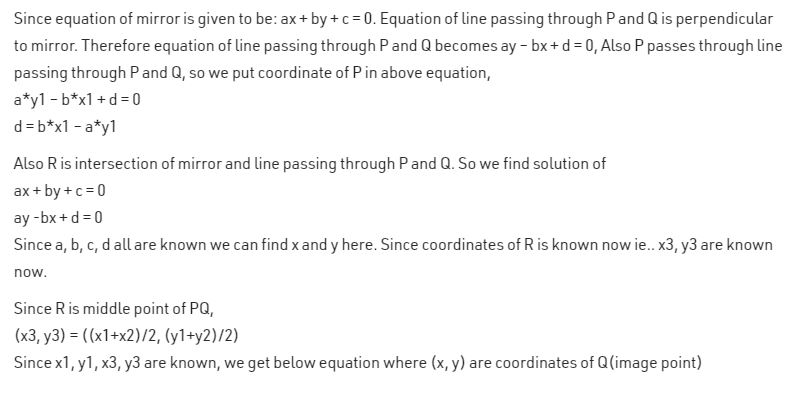 Since equation of mirror is given to be: ax + by + c = 0. Equation of line passing through P and Q is perpendicular
to mirror. Therefore equation of line passing through P and Q becomes ay – bx + d = 0, Also P passes through line
passing through P and Q, so we put coordinate of P in above equation,
a*y1 – b*x1 + d = 0
d = b*x1 – a*y1
Also R is intersection of mirror and line passing through P and Q. So we find solution of
ax + by + c = 0
ay -bx + d = 0
Since a, b, c, d all are known we can find x and y here. Since coordinates of R is known now ie.. x3, y3 are known
now.
Since R is middle point of PQ,
(x3, y3) = ((x1+x2)/2, (y1+y2)/2)
Since x1, y1, x3, y3 are known, we get below equation where (x, y) are coordinates of Q(image point)